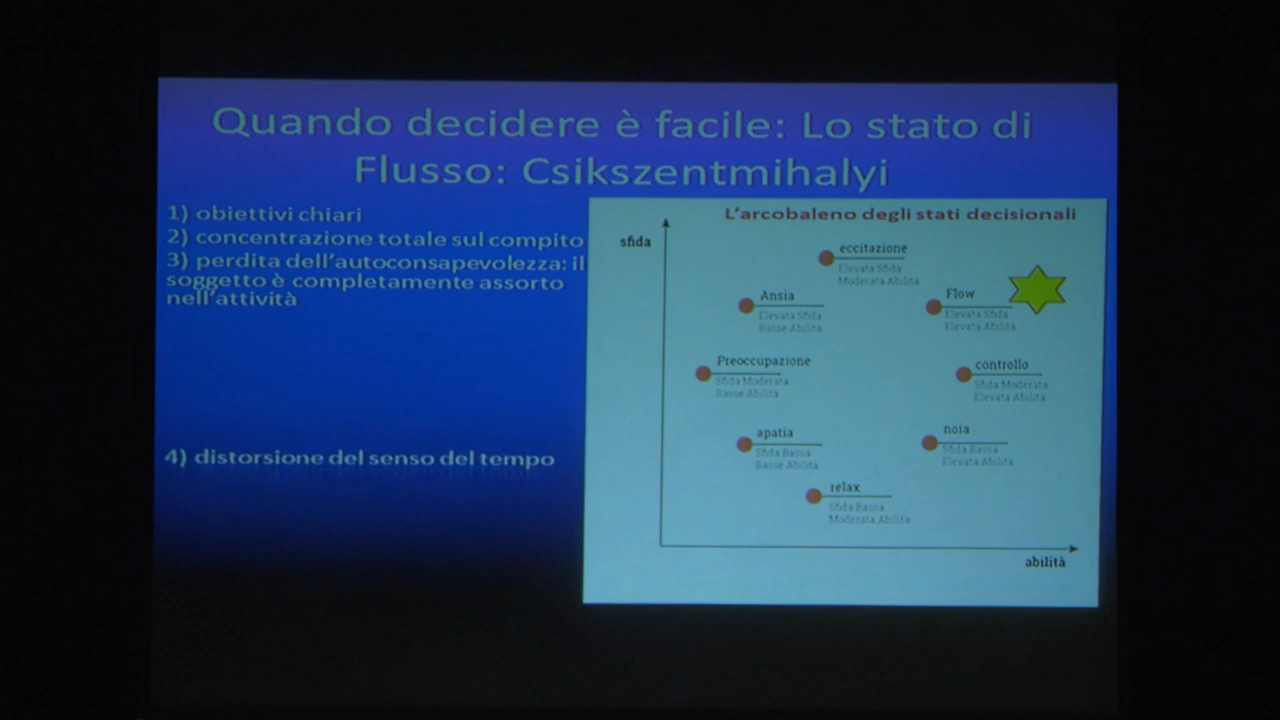 Quando decidere è facile: Lo stato di
Flusso: Csikszentmihalyi
1) obiettivi chiari
2) concentrazione totale sul compito
3) perdita dell'autoconsapevolezza: il
soggetto è completamente assorto
nell'attività
4) distorsione del senso del tempo
L'arcobaleno degli stati decisionali
sfida
eccitazione
Elevata Sfida
Moderata Abilità
Ansia
Elevata Sfida
Basse Abilità
Flow
Elevata Sfida
Elevata Abilità
Preoccupazione
Sfida Moderata
Basse Abilità
controllo
Sfida Moderata
Elevata Abilità
apatia
Sfida Bassa
Basse Abilità
noia
Sfida Bassa
Elevata Abilità
relax
Sfida Bassa
Moderata Abilità
abilità